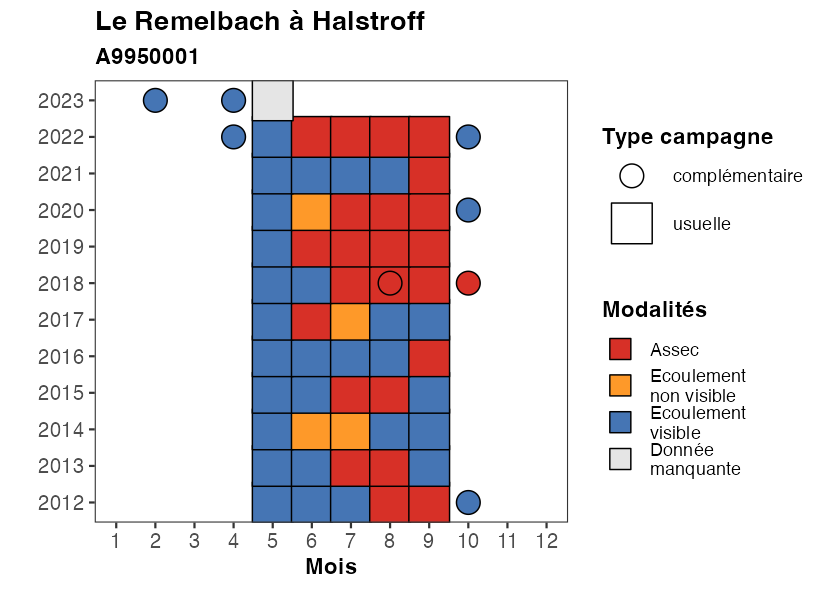 Le Remelbach à Halstroff
A9950001
2023
2022
2021
2020
2019
2018
2017
2016
2015
2014
2013
2012
1 2 3 4 5 6 7 8 9 10 11 12
Mois
Type campagne
complémentaire
usuelle
Modalités
Assec
Ecoulement
non visible
Ecoulement
visible
Donnée
manquante